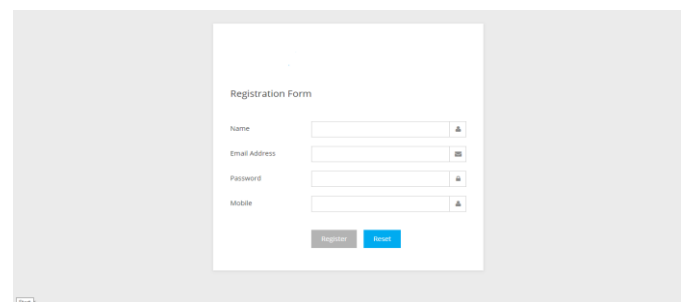 Registration Form
Name
Email Address
Password
Mobile
Register Reset